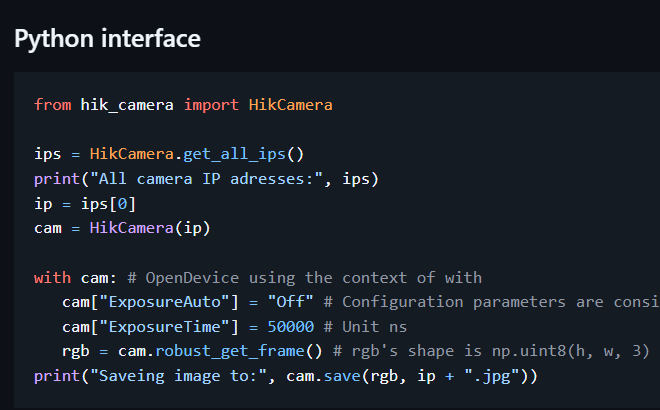 Python interface
from hik_camera import HikCamera
ips = HikCamera.get_all_ips()
print("All camera IP adresses:", ips)
ip = ips[0]
cam = HikCamera(ip)
with cam: # OpenDevice using the context of with
cam["ExposureAuto"] = "Off" # Configuration parameters are consi
cam["ExposureTime"] = 50000 # Unit ns
rgb = cam.robust_get_frame() # rgb's shape is np.uint8(h, w, 3)
print("Saveing image to:", cam.save(rgb, ip + ".jpg"))